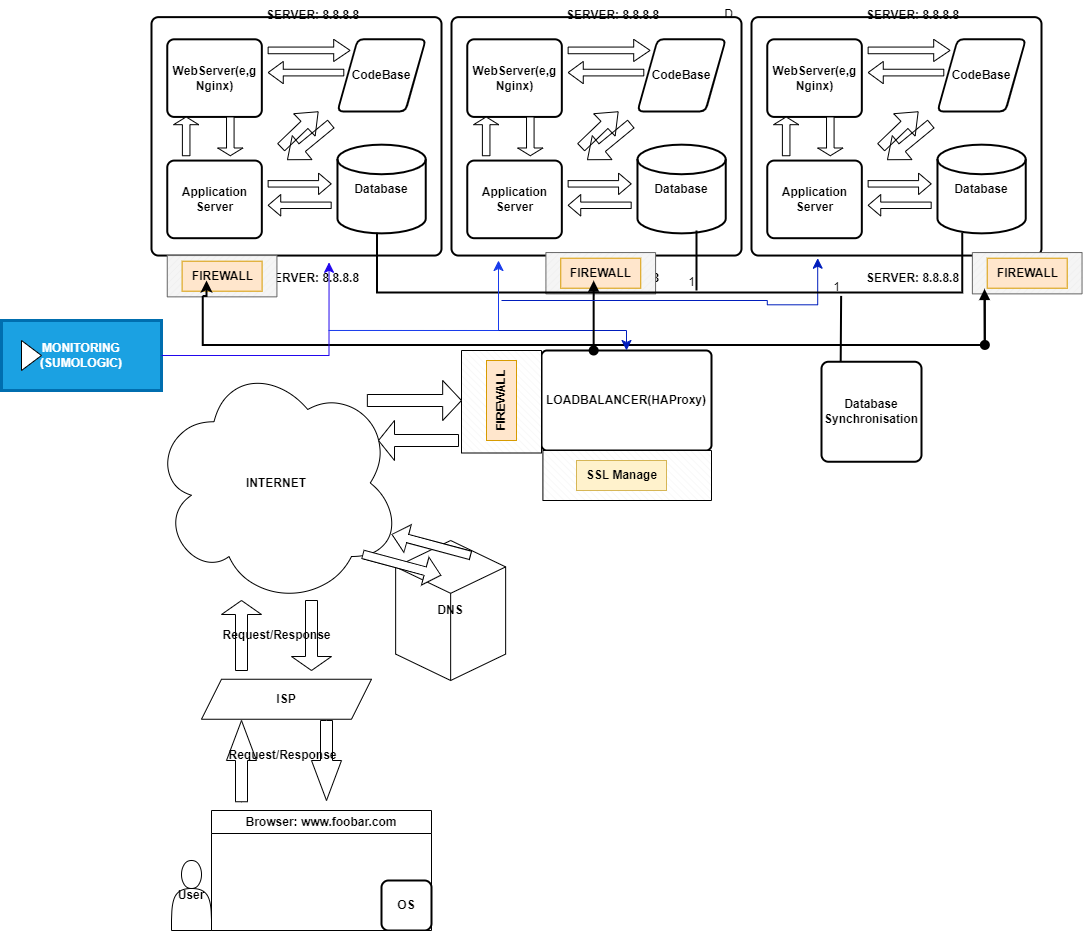 SERVER: 8.8.8.8
SERVER: 8.8.8.8
D
SERVER: 8.8.8.8
WebServer(e,g
Nginx)
CodeBase
WebServer(e,g
Nginx)
CodeBase
WebServer(e,g
Nginx)
CodeBase
Application
Server
Database
Application
Server
Database
Application
Server
Database
FIREWALL
SERVER: 8.8.8.8
FIREWALL
8
1
SERVER: 8.8.8.8
1
FIREWALL
MONITORING
(SUMOLOGIC)
FIREWALL
LOADBALANCER(HAProxy)
Database
Synchronisation
SSL Manage
INTERNET
DNS
Request/Response
ISP
Request/Response
Browser: www.foobar.com
User
OS